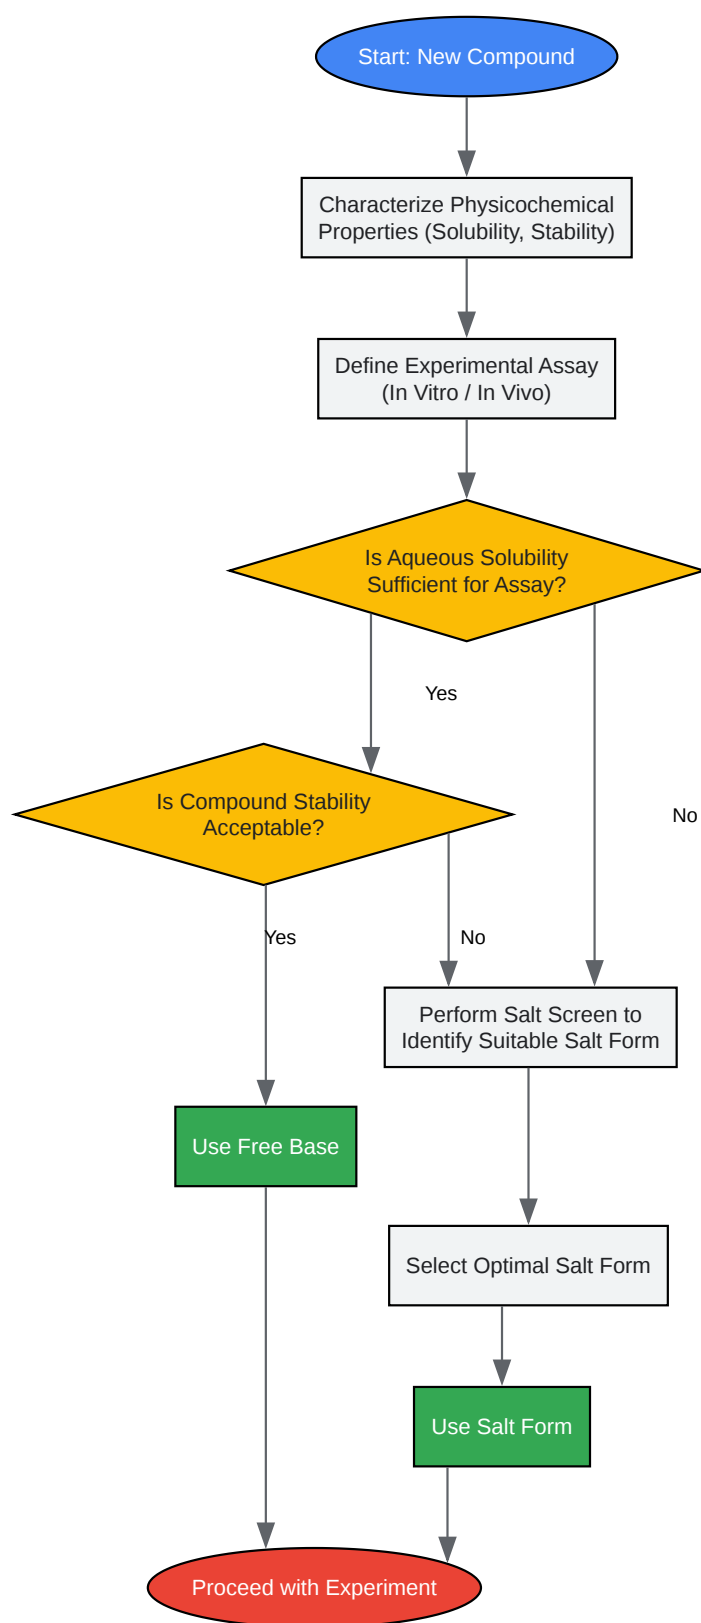 Start: New Compound
Characterize Physicochemical
Properties (Solubility, Stability)
Define Experimental Assay
(In Vitro / In Vivo)
Is Aqueous Solubility
Sufficient for Assay?
Yes
Is Compound Stability
Acceptable?
No
Yes
No
Perform Salt Screen to
Identify Suitable Salt Form
Use Free Base
Select Optimal Salt Form
Use Salt Form
Proceed with Experiment